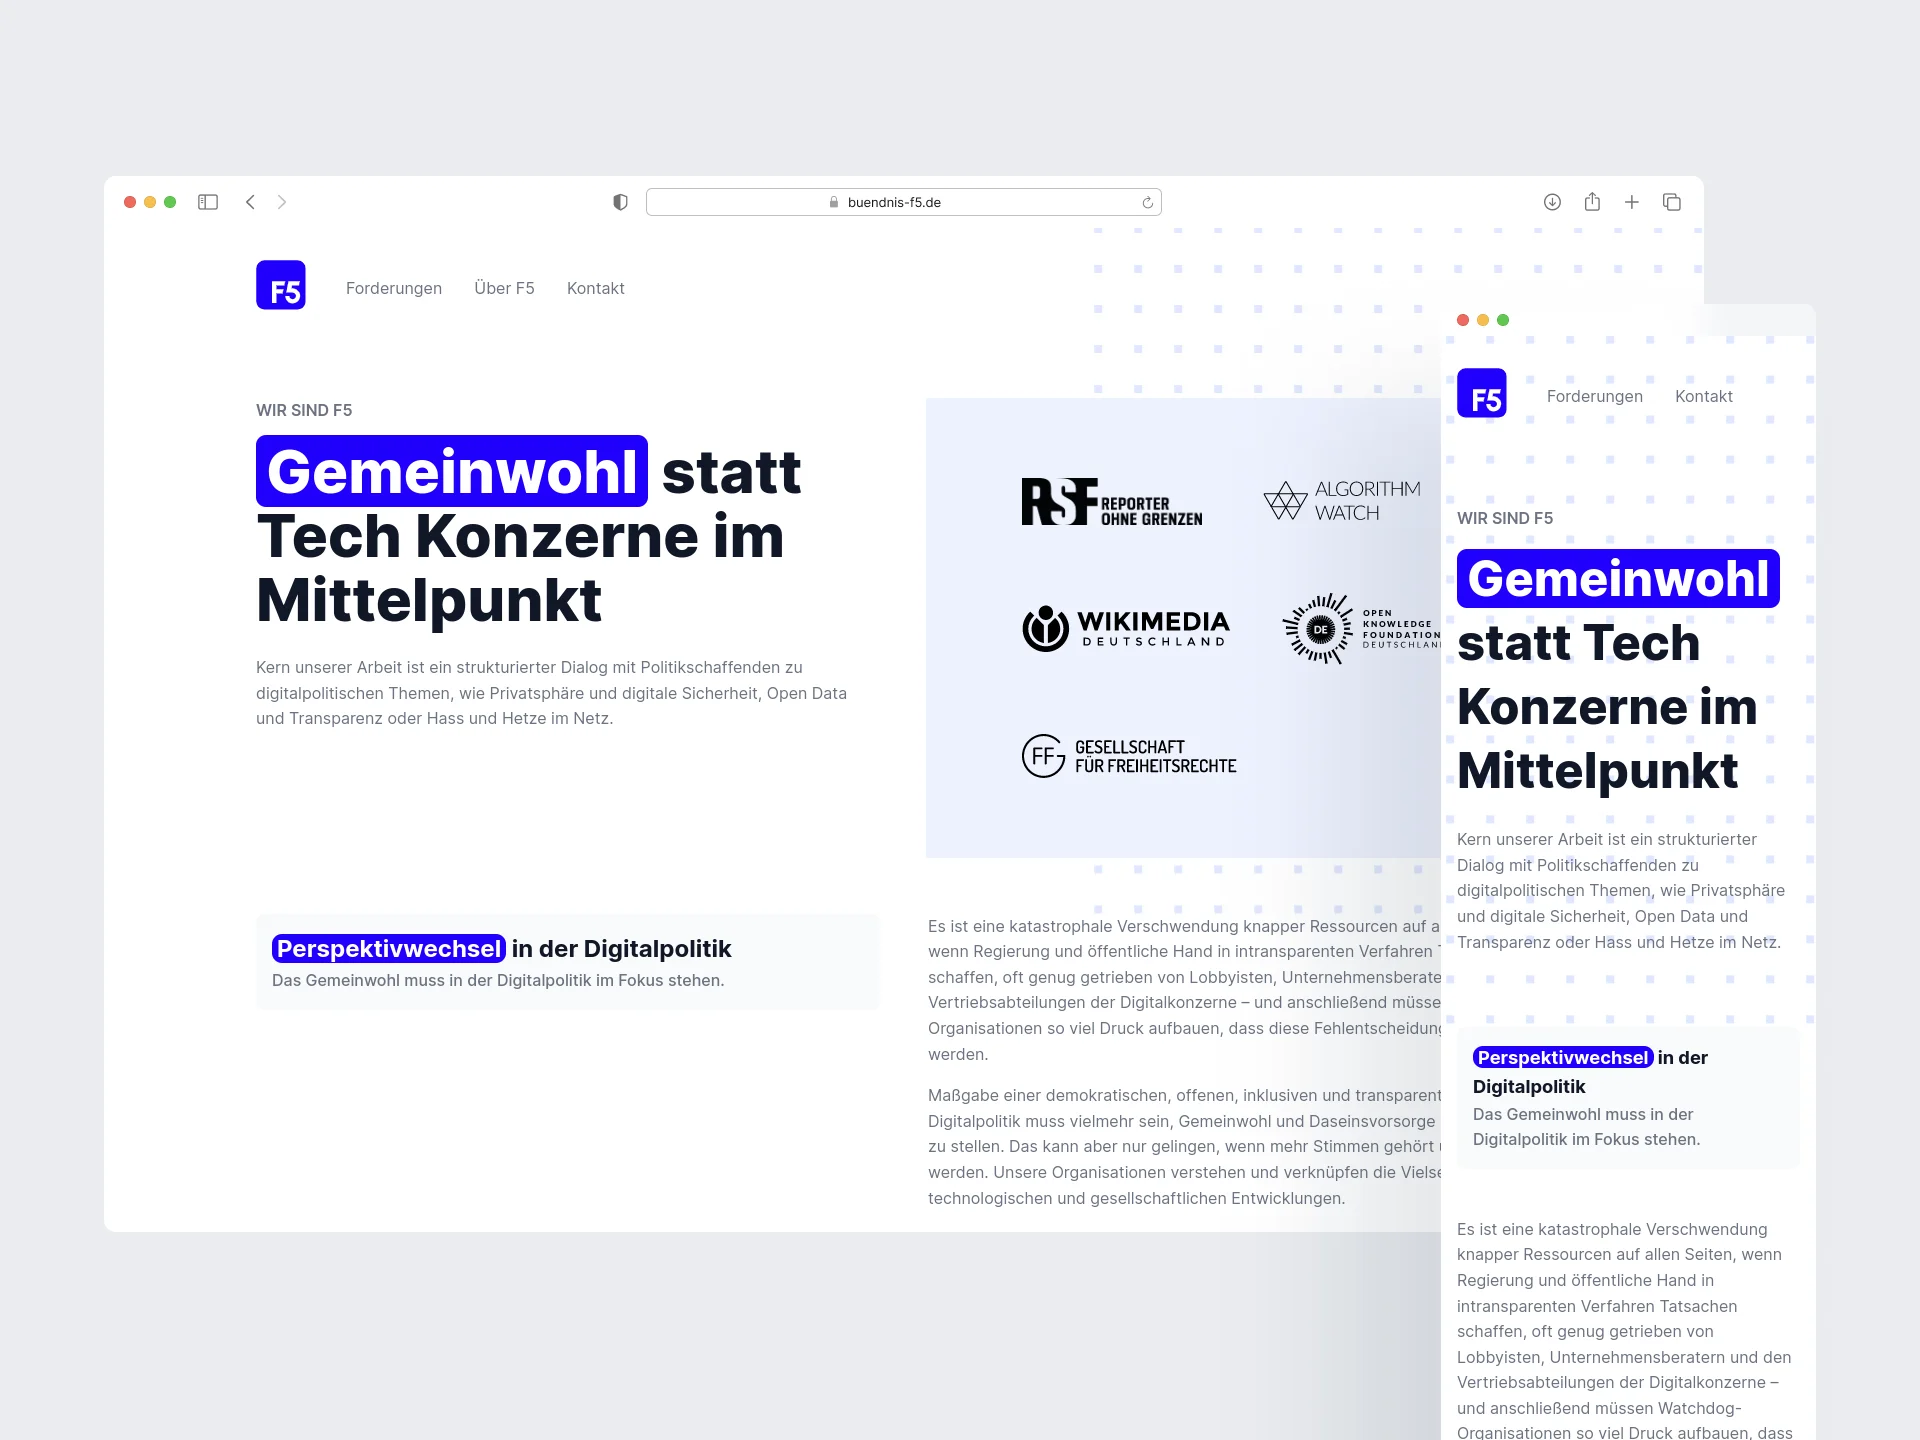 buendnis-f5.de
F5
Forderungen Über F5 Kontakt
WIR SIND F5
Gemeinwohl statt
Tech Konzerne im
Mittelpunkt
Kern unserer Arbeit ist ein strukturierter Dialog mit Politikschaffenden zu
digitalpolitischen Themen, wie Privatsphäre und digitale Sicherheit, Open Data
und Transparenz oder Hass und Hetze im Netz.
RSF REPORTER
OHNE GRENZEN
ALGORITHM
WATCH
WIKIMEDIA
DEUTSCHLAND
DE
OPEN
KNOWLEDGE
FOUNDATION
DEUTSCHLAND
FF
GESELLSCHAFT
FÜR FREIHEITSRECHTE
Perspektivwechsel in der Digitalpolitik
Das Gemeinwohl muss in der Digitalpolitik im Fokus stehen.
Es ist eine katastrophale Verschwendung knapper Ressourcen auf a
wenn Regierung und öffentliche Hand in intransparenten Verfahren T
schaffen, oft genug getrieben von Lobbyisten, Unternehmensberate
Vertriebsabteilungen der Digitalkonzerne – und anschließend müsse
Organisationen so viel Druck aufbauen, dass diese Fehlentscheidung
werden.
Maßgabe einer demokratischen, offenen, inklusiven und transparent
Digitalpolitik muss vielmehr sein, Gemeinwohl und Daseinsvorsorge
zu stellen. Das kann aber nur gelingen, wenn mehr Stimmen gehört
werden. Unsere Organisationen verstehen und verknüpfen die Vielse
technologischen und gesellschaftlichen Entwicklungen.
F5
Forderungen Kontakt
WIR SIND F5
Gemeinwohl
statt Tech
Konzerne im
Mittelpunkt
Kern unserer Arbeit ist ein strukturierter
Dialog mit Politikschaffenden zu
digitalpolitischen Themen, wie Privatsphäre
und digitale Sicherheit, Open Data und
Transparenz oder Hass und Hetze im Netz.
Perspektivwechsel in der
Digitalpolitik
Das Gemeinwohl muss in der
Digitalpolitik im Fokus stehen.
Es ist eine katastrophale Verschwendung
knapper Ressourcen auf allen Seiten, wenn
Regierung und öffentliche Hand in
intransparenten Verfahren Tatsachen
schaffen, oft genug getrieben von
Lobbyisten, Unternehmensberatern und den
Vertriebsabteilungen der Digitalkonzerne –
und anschließend müssen Watchdog-
Organisationen so viel Druck aufbauen, dass